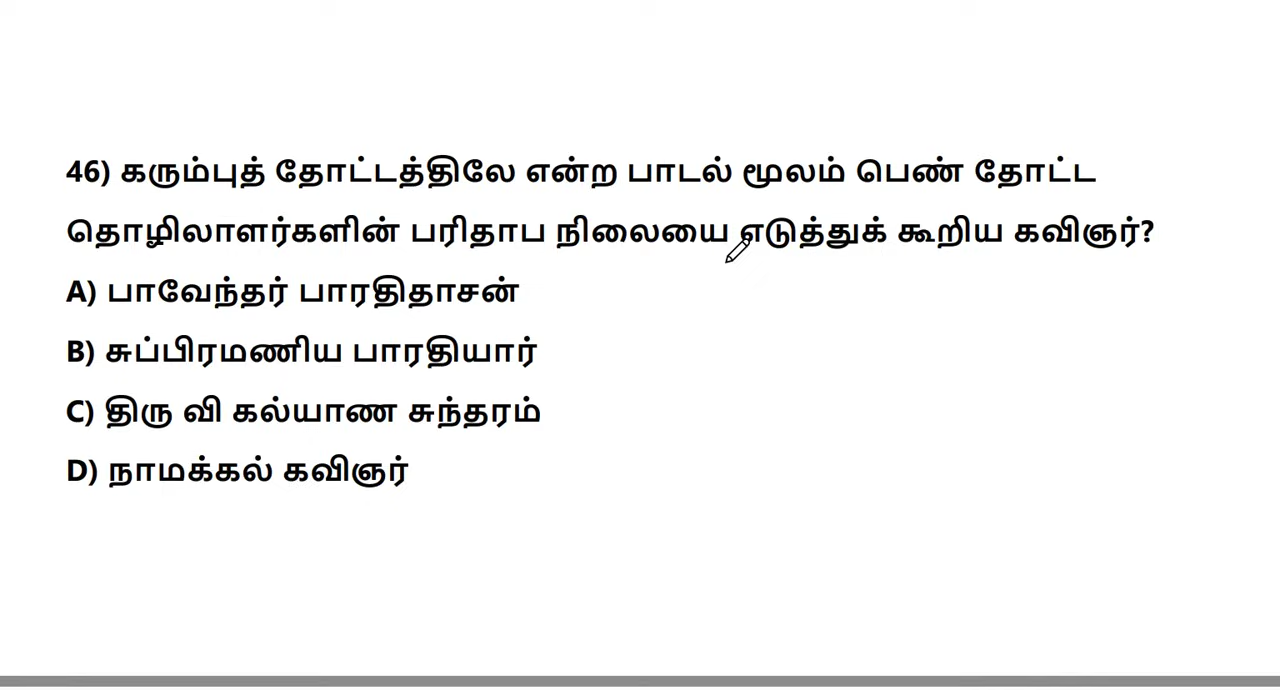 46) கரும்புத் தோட்டத்திலே என்ற பாடல் மூலம் பெண் தோட்ட
தொழிலாளர்களின் பரிதாப நிலையை எடுத்துக் கூறிய கவிஞர்?
A) பாவேந்தர் பாரதிதாசன்
B) சுப்பிரமணிய பாரதியார்
C) திரு வி கல்யாண சுந்தரம்
D) நாமக்கல் கவிஞர்